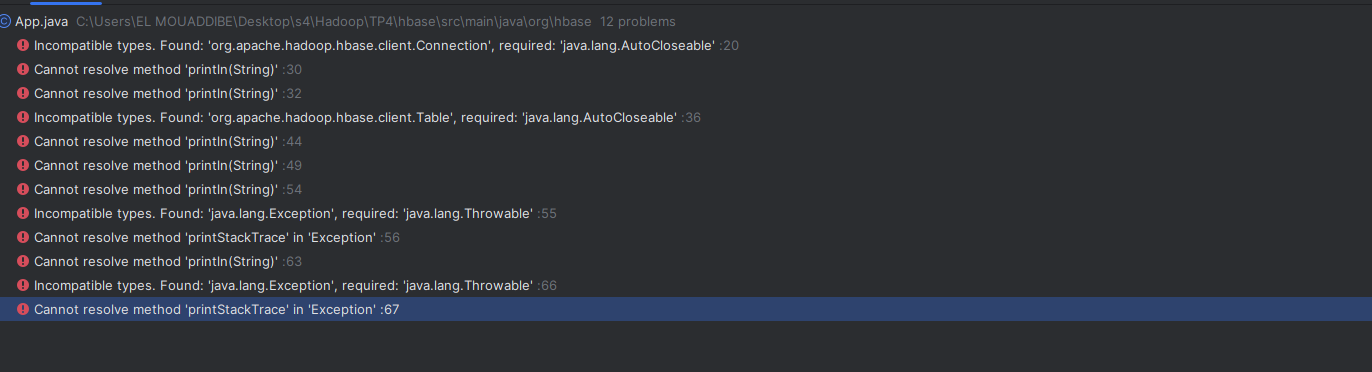 App.java C:\Users\EL MOUADDIBE\Desktop\s4\Hadoop\TP4\hbase\src\main\java\org\hbase 12 problems
Incompatible types. Found: 'org.apache.hadoop.hbase.client.Connection', required: 'java.lang.AutoCloseable' :20
Cannot resolve method 'println(String)' :30
Cannot resolve method 'println(String)' :32
Incompatible types. Found: 'org.apache.hadoop.hbase.client.Table', required: 'java.lang.AutoCloseable' :36
Cannot resolve method 'println(String)' :44
Cannot resolve method 'println(String)' :49
Cannot resolve method 'println(String)' :54
Incompatible types. Found: 'java.lang.Exception', required: 'java.lang.Throwable' :55
Cannot resolve method 'printStackTrace' in 'Exception' :56
Cannot resolve method 'println(String)' :63
Incompatible types. Found: 'java.lang.Exception', required: 'java.lang.Throwable' :66
Cannot resolve method 'printStackTrace' in 'Exception' :67